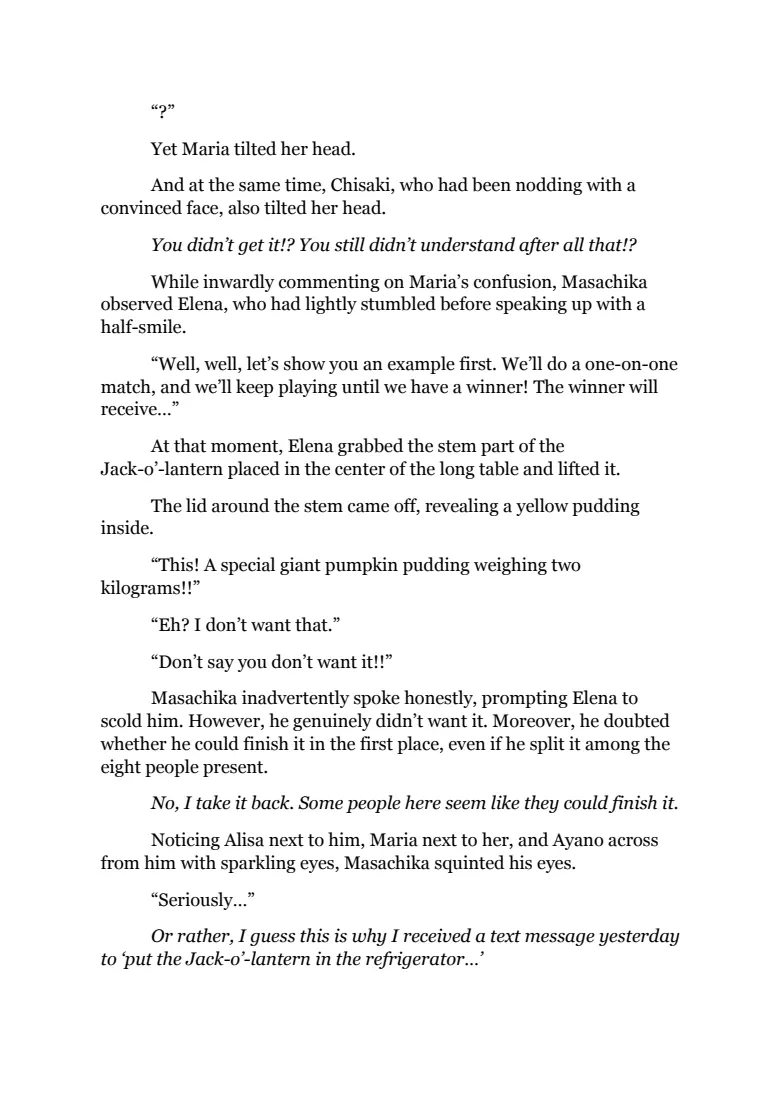 “?”
Yet Maria tilted her head.
And at the same time, Chisaki, who had been nodding with a
convinced face, also tilted her head.
You didn’t get it!? You still didn’t understand after all that!?
While inwardly commenting on Maria’s confusion, Masachika
observed Elena, who had lightly stumbled before speaking up with a
half-smile.
“Well, well, let’s show you an example first. We’ll do a one-on-one
match, and we’ll keep playing until we have a winner! The winner will
receive…”
At that moment, Elena grabbed the stem part of the
Jack-o’-lantern placed in the center of the long table and lifted it.
The lid around the stem came off, revealing a yellow pudding
inside.
“This! A special giant pumpkin pudding weighing two
kilograms!!”
“Eh? I don’t want that.”
“Don’t say you don’t want it!!”
Masachika inadvertently spoke honestly, prompting Elena to
scold him. However, he genuinely didn’t want it. Moreover, he doubted
whether he could finish it in the first place, even if he split it among the
eight people present.
No, I take it back. Some people here seem like they could finish it.
Noticing Alisa next to him, Maria next to her, and Ayano across
from him with sparkling eyes, Masachika squinted his eyes.
“Seriously…”
Or rather, I guess this is why I received a text message yesterday
to ‘put the Jack-o’-lantern in the refrigerator…’